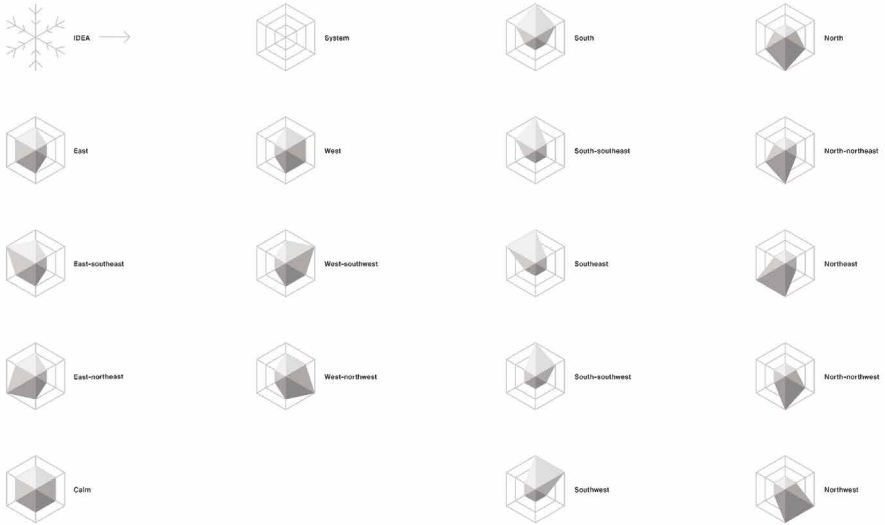 IDEA
System
South
North
East
West
South-southeast
North-northeast
East-southeast
West-southwest
Southeast
Northeast
East-northeast
West-northwest
South-southwest
North-northwest
Calm
Southwest
Northwest